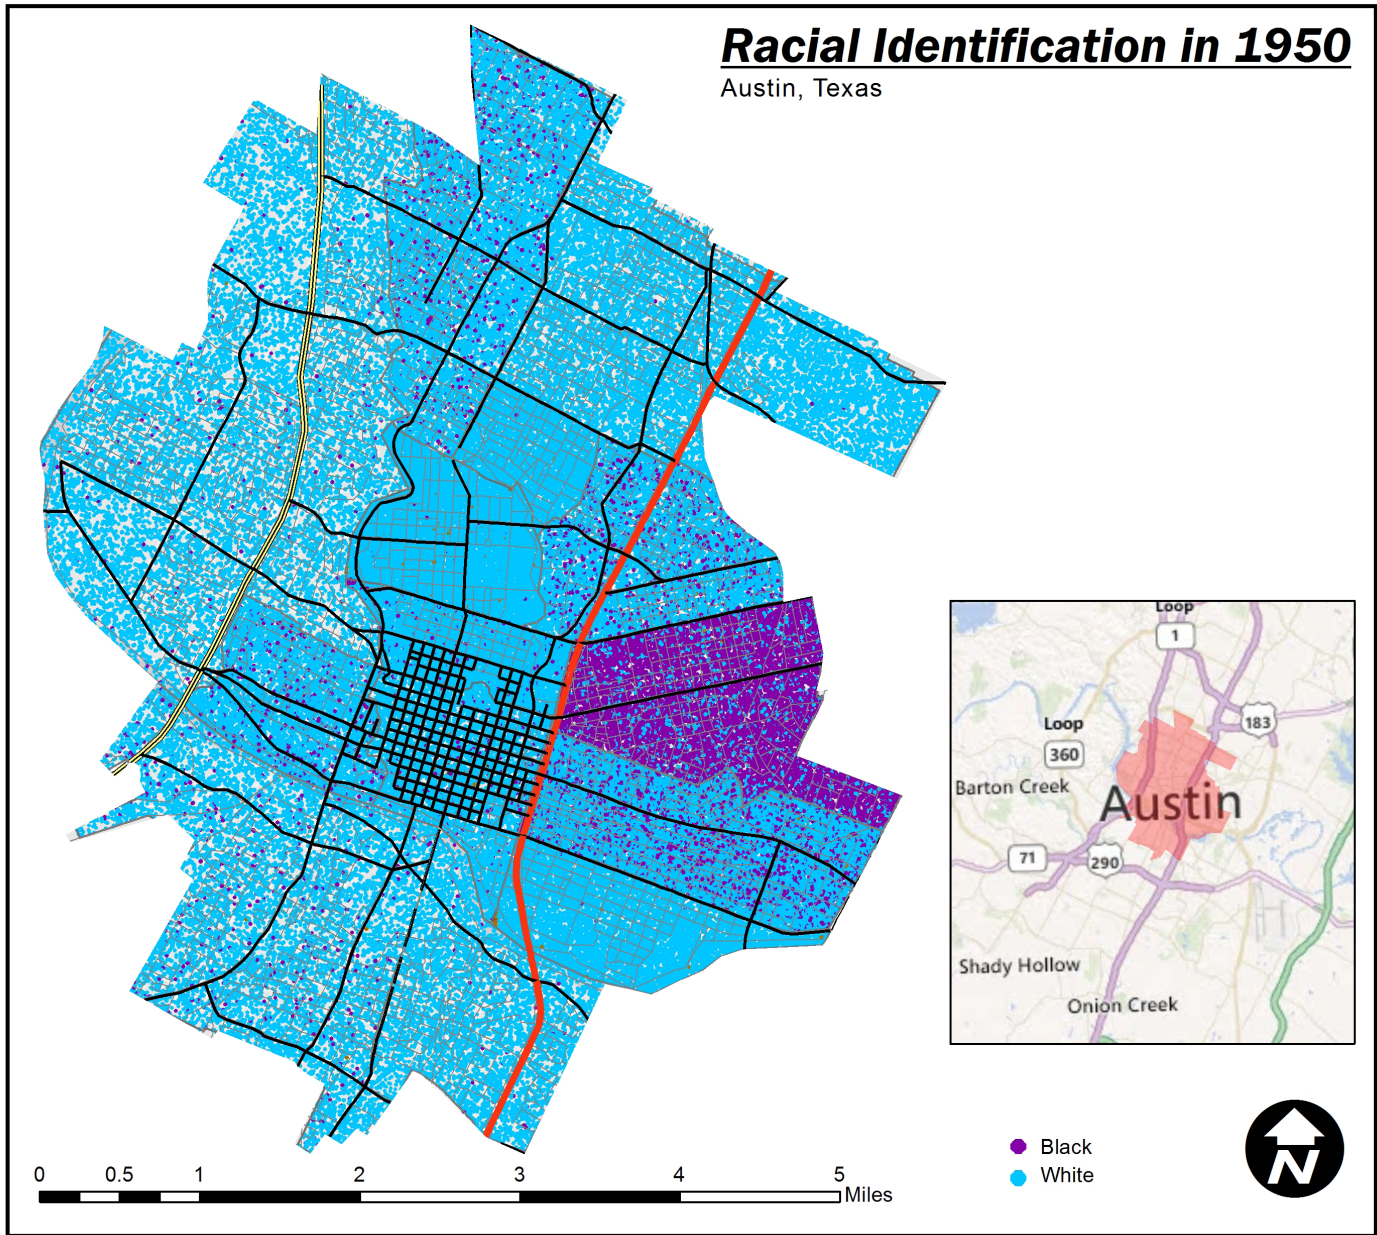 Racial Identification in 1950
Austin, Texas
Loop
1
183
Loop
360
Barton Creek
Austin
71
290
Shady Hollow
Onion Creek
Black
White
N
0 0.5 1 2 3 4 5
Miles